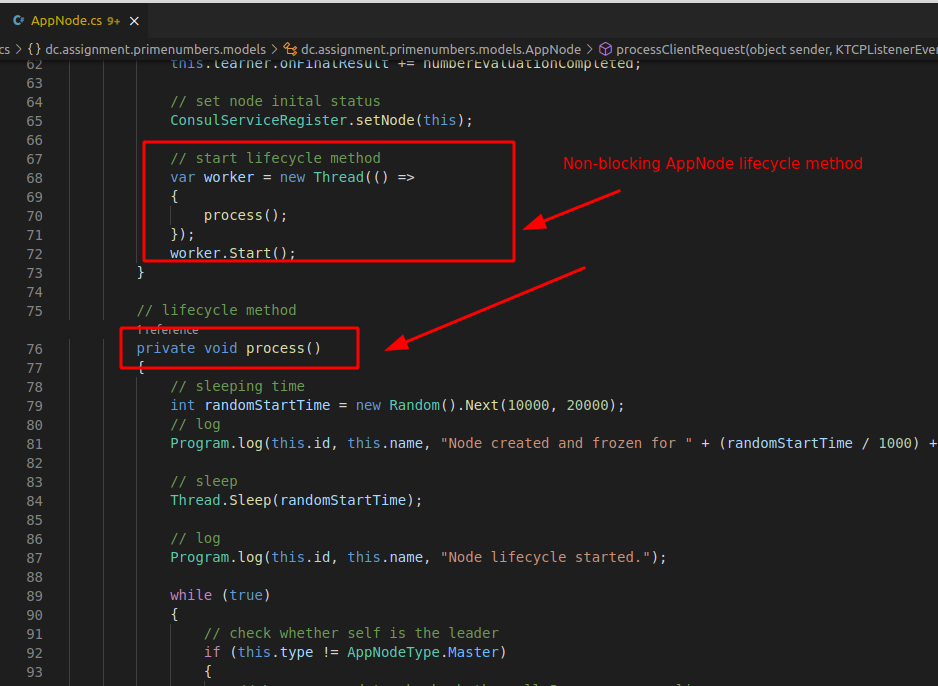 AppNode.cs 9+ ×
cs > {} dc.assignment.primenumbers.models > dc.assignment.primenumbers.models.AppNode > processClientRequest(object sender, KTCPListenerEve
62 this.learner.onFinalResult += numberEvaluationCompleted;
63
64 // set node inital status
65 ConsulServiceRegister.setNode(this);
66
67 // start lifecycle method
68 var worker = new Thread(() =>
69 {
70 process();
71 });
72 worker.Start();
73 }
74
75 // lifecycle method
1 reference
76 private void process()
77 {
78 // sleeping time
79 int randomStartTime = new Random().Next(10000, 20000);
80 // log
81 Program.log(this.id, this.name, "Node created and frozen for " + (randomStartTime / 1000) +
82
83 // sleep
84 Thread.Sleep(randomStartTime);
85
86 // log
87 Program.log(this.id, this.name, "Node lifecycle started.");
88
89 while (true)
90 {
91 // check whether self is the leader
92 if (this.type != AppNodeType.Master)
93 {
Non-blocking AppNode lifecycle method